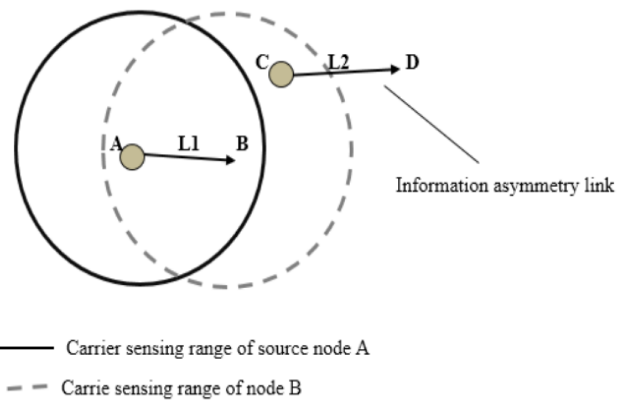 C L2 D
A L1 B
Information asymmetry link
Carrier sensing range of source node A
Carrie sensing range of node B